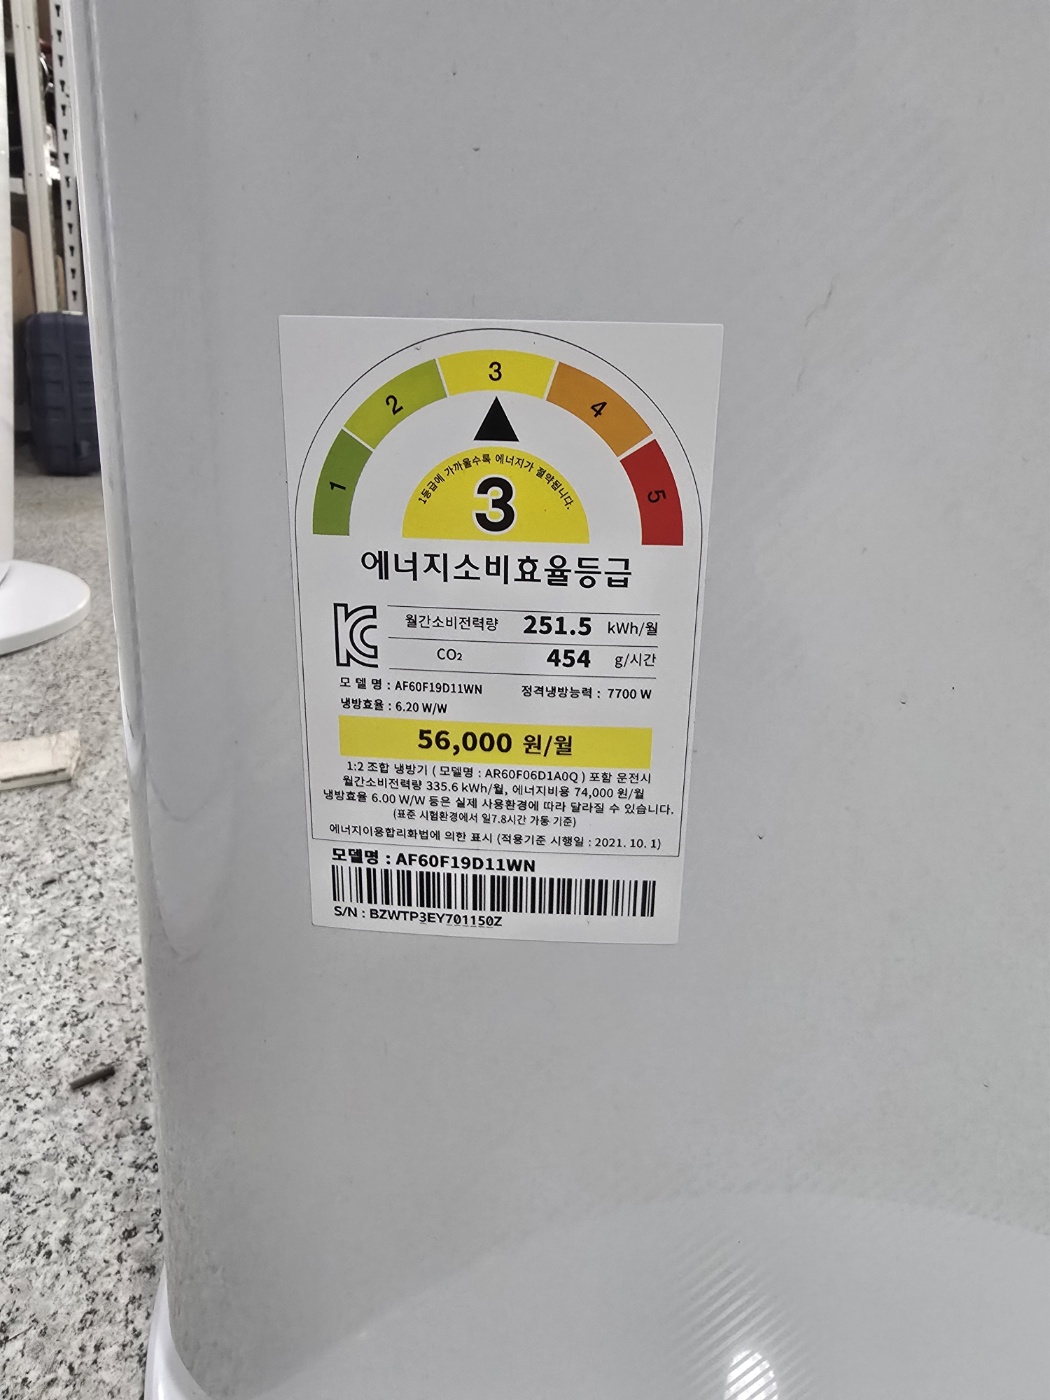 1
2
3
4
5
1등급에 가까울수록 에너지가 절약됩니다.
3
에너지소비효율등급
월간소비전력량 251.5 kWh/월
CO₂ 454 g/시간
모 델 명 : AF60F19D11WN 정격냉방능력 : 7700 W
냉방효율 : 6.20 W/W
56,000 원/월
1:2 조합 냉방기 ( 모델명 : AR60F06D1A0Q ) 포함 운전시
월간소비전력량 335.6 kWh/월, 에너지비용 74,000 원/월
냉방효율 6.00 W/W 등은 실제 사용환경에 따라 달라질 수 있습니다.
(표준 시험환경에서 일7.8시간 가동 기준)
에너지이용합리화법에 의한 표시 (적용기준 시행일 : 2021. 10. 1)
모델명 : AF60F19D11WN
S/N : BZWTP3EY701150Z